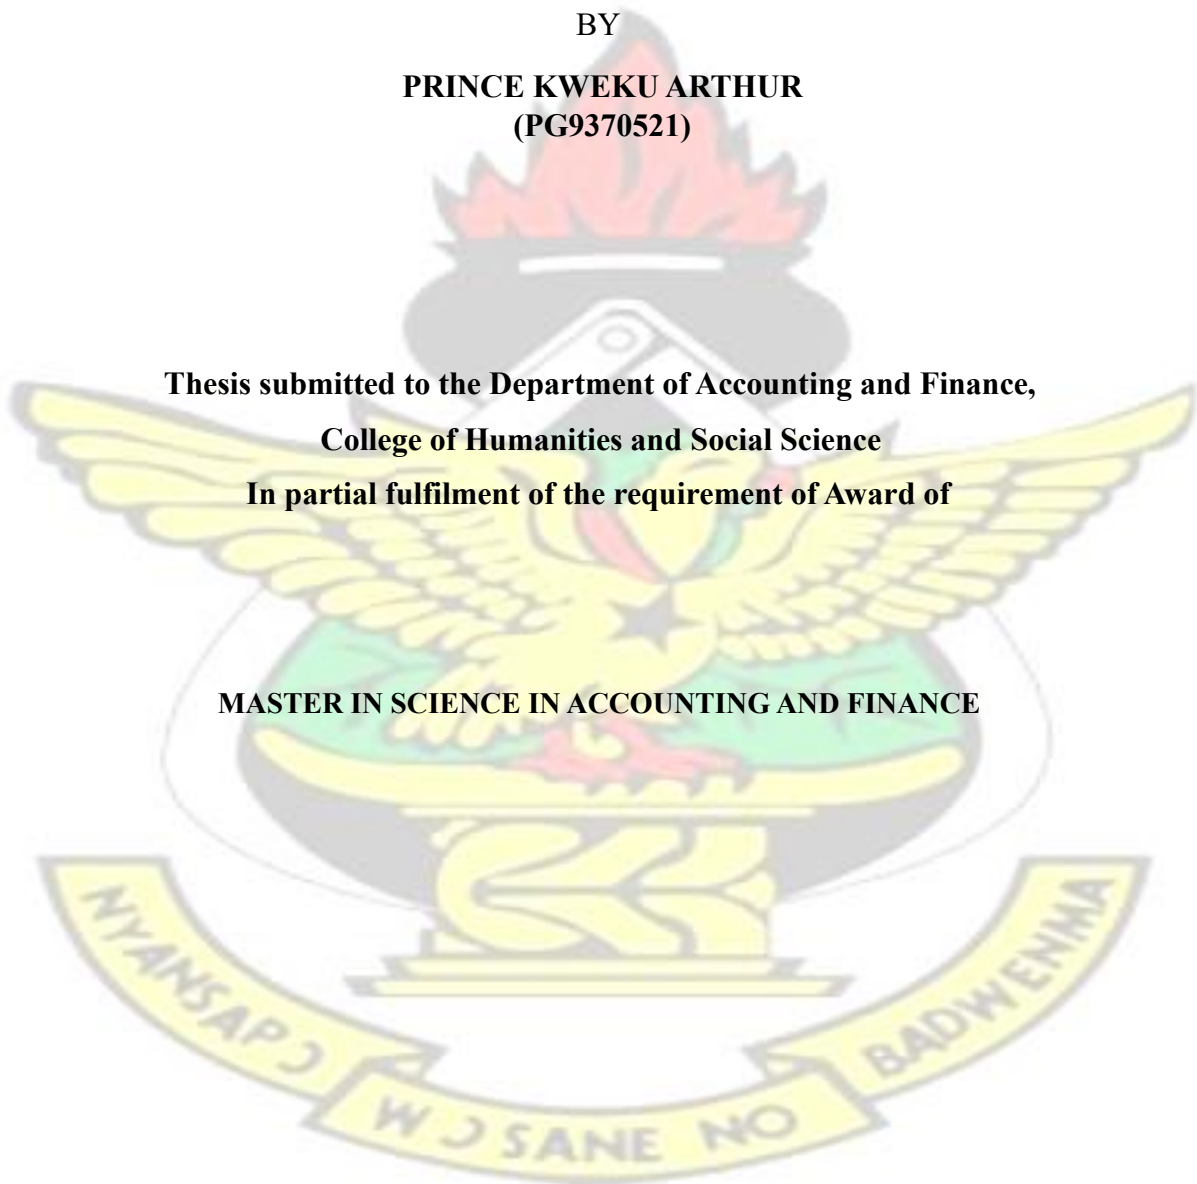 BY
PRINCE KWEKU ARTHUR
(PG9370521)
Thesis submitted to the Department of Accounting and Finance,
College of Humanities and Social Science
In partial fulfilment of the requirement of Award of
MASTER IN SCIENCE IN ACCOUNTING AND FINANCE
NYANSAPƆ
WƆSANE NO
BADWENMA